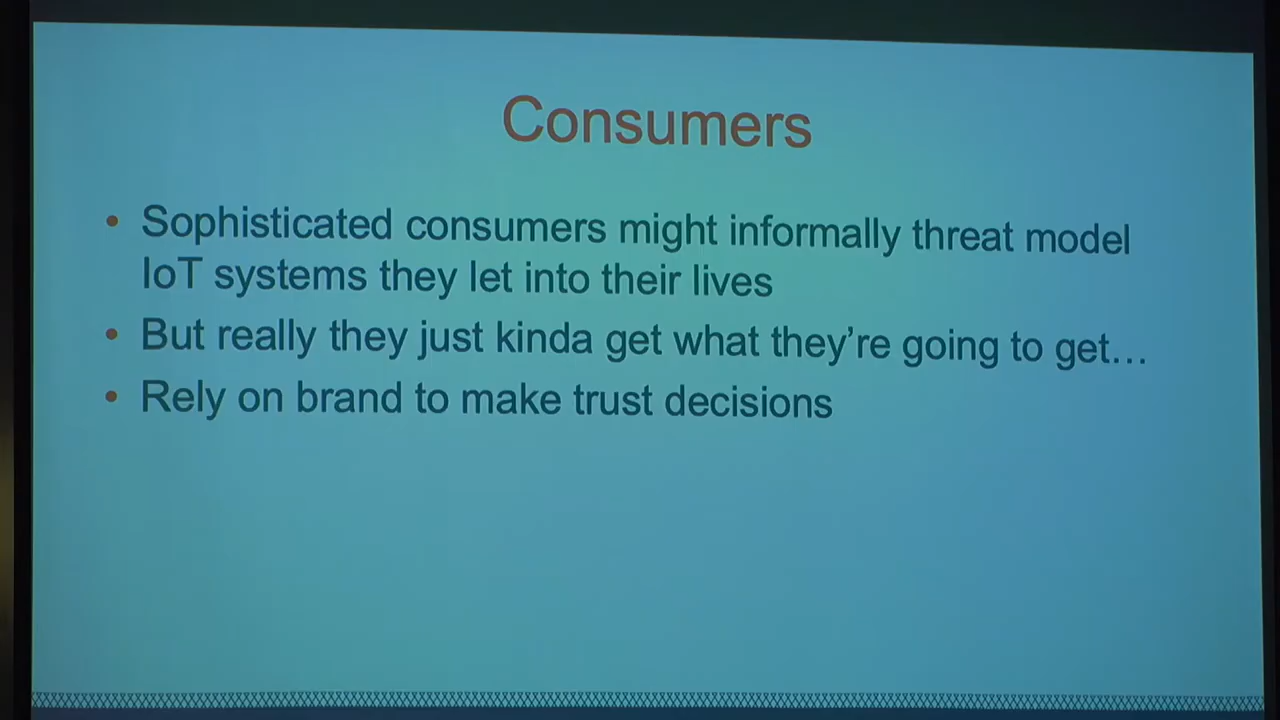 Consumers
• Sophisticated consumers might informally threat model
IoT systems they let into their lives
• But really they just kinda get what they’re going to get…
• Rely on brand to make trust decisions